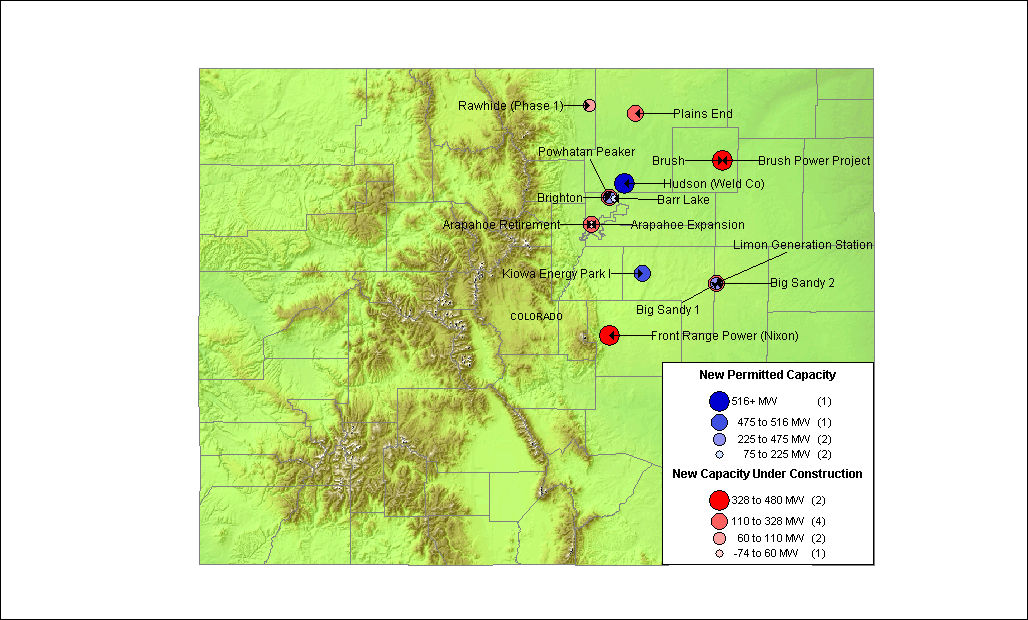 Rawhide (Phase 1)
Plains End
Powhatan Peaker
Brush
Brush Power Project
Hudson (Weld Co)
Brighton
Barr Lake
Arapahoe Retirement
Arapahoe Expansion
Limon Generation Station
Kiowa Energy Park I
Big Sandy 2
Big Sandy 1
COLORADO
Front Range Power (Nixon)
New Permitted Capacity
516+ MW (1)
475 to 516 MW (1)
225 to 475 MW (2)
75 to 225 MW (2)
New Capacity Under Construction
328 to 480 MW (2)
110 to 328 MW (4)
60 to 110 MW (2)
-74 to 60 MW (1)